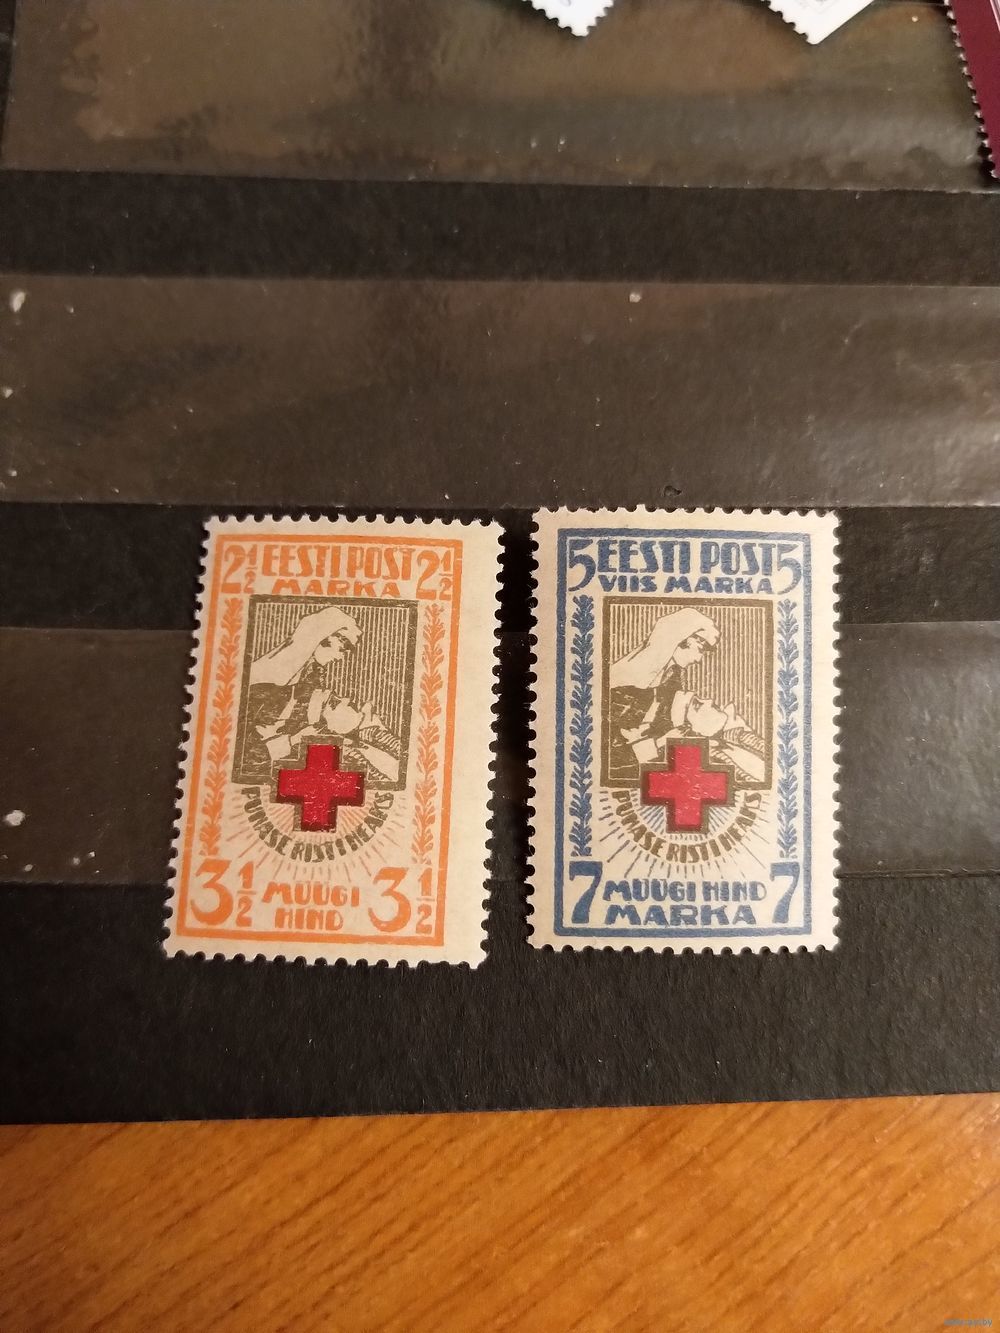 2½ EESTI POST 2½
MARKA
PUNASE RISTI HEAKS
3½ MÜÜGI 3½
HIND
5 EESTI POST 5
VIIS MARKA
PUNASE RISTI HEAKS
7 MÜÜGI HIND 7
MARKA